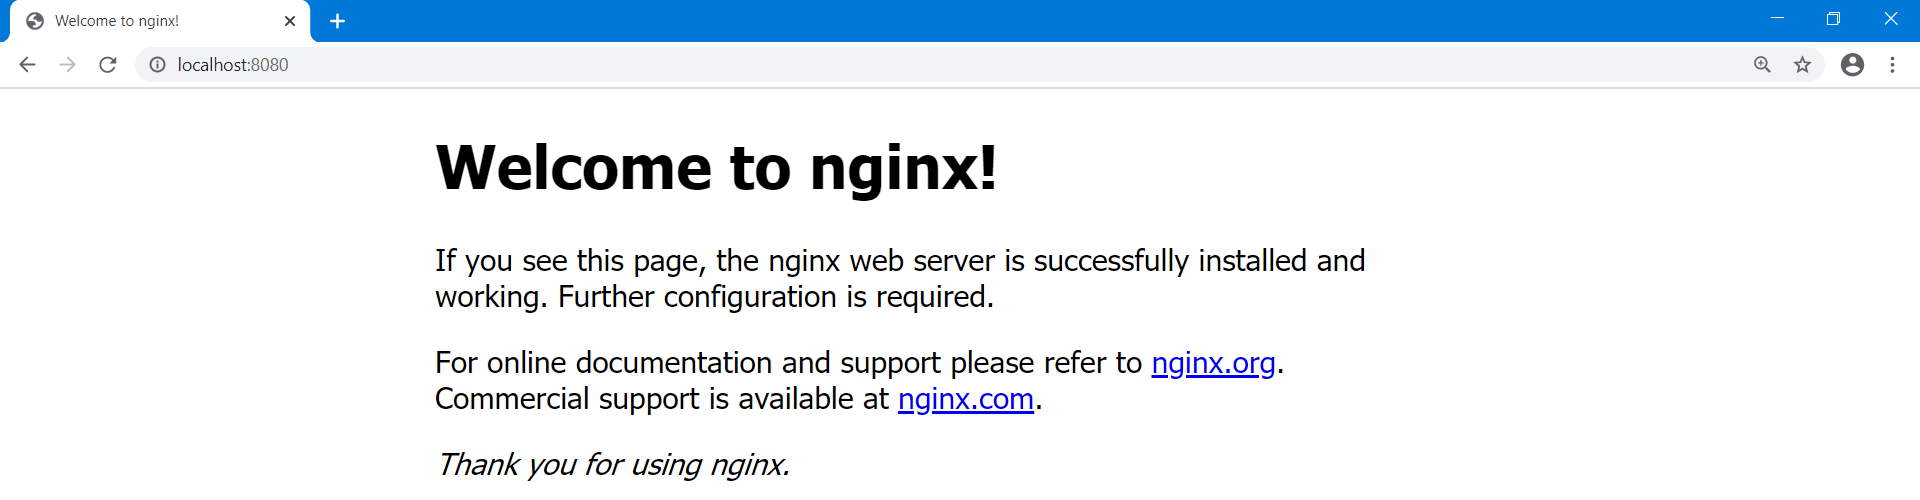 Welcome to nginx!
localhost:8080
Welcome to nginx!
If you see this page, the nginx web server is successfully installed and
working. Further configuration is required.
For online documentation and support please refer to nginx.org.
Commercial support is available at nginx.com.
Thank you for using nginx.